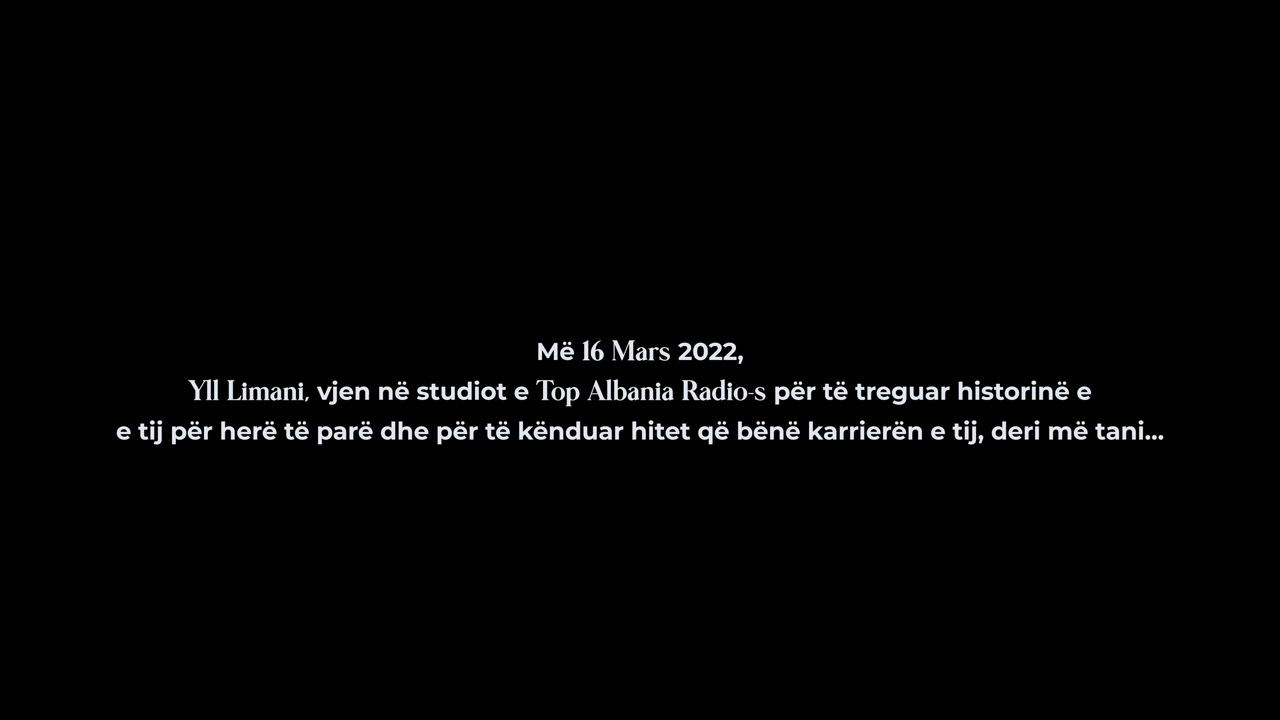 Më 16 Mars 2022,
Yll Limani, vjen në studiot e Top Albania Radio-s për të treguar historinë e
e tij për herë të parë dhe për të kënduar hitet që bënë karrierën e tij, deri më tani...